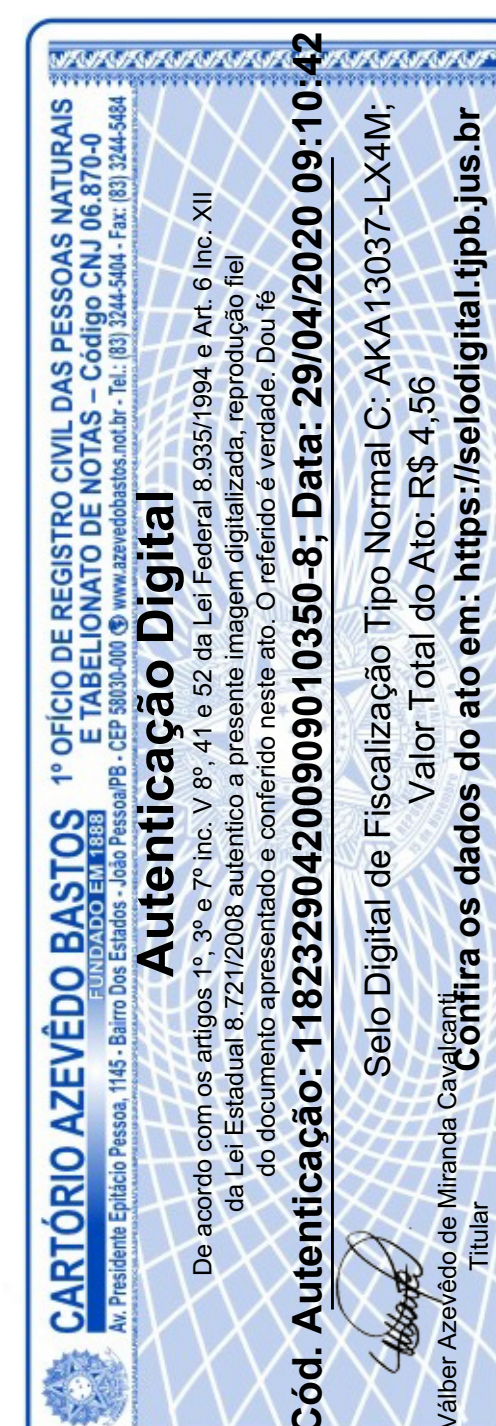 CARTÓRIO AZEVÊDO BASTOS
FUNDADO EM 1888
1º OFÍCIO DE REGISTRO CIVIL DAS PESSOAS NATURAIS
E TABELIONATO DE NOTAS – Código CNJ 06.870-0
Av. Presidente Epitácio Pessoa, 1145 - Bairro Dos Estados - João Pessoa/PB - CEP 58030-000 www.azevedobastos.not.br - Tel.: (83) 3244-5404 - Fax: (83) 3244-5484
Autenticação Digital
De acordo com os artigos 1º, 3º e 7º inc. V 8º, 41 e 52 da Lei Federal 8.935/1994 e Art. 6 Inc. XII
da Lei Estadual 8.721/2008 autentico a presente imagem digitalizada, reprodução fiel
do documento apresentado e conferido neste ato. O referido é verdade. Dou fé
Cód. Autenticação: 11823290420090901035​0-8; Data: 29/04/2020 09:10:42
Selo Digital de Fiscalização Tipo Normal C: AKA13037-LX4M;
Valor Total do Ato: R$ 4,56
Confira os dados do ato em: https://selodigital.tjpb.jus.br
Válber Azevêdo de Miranda Cavalcanti
Titular